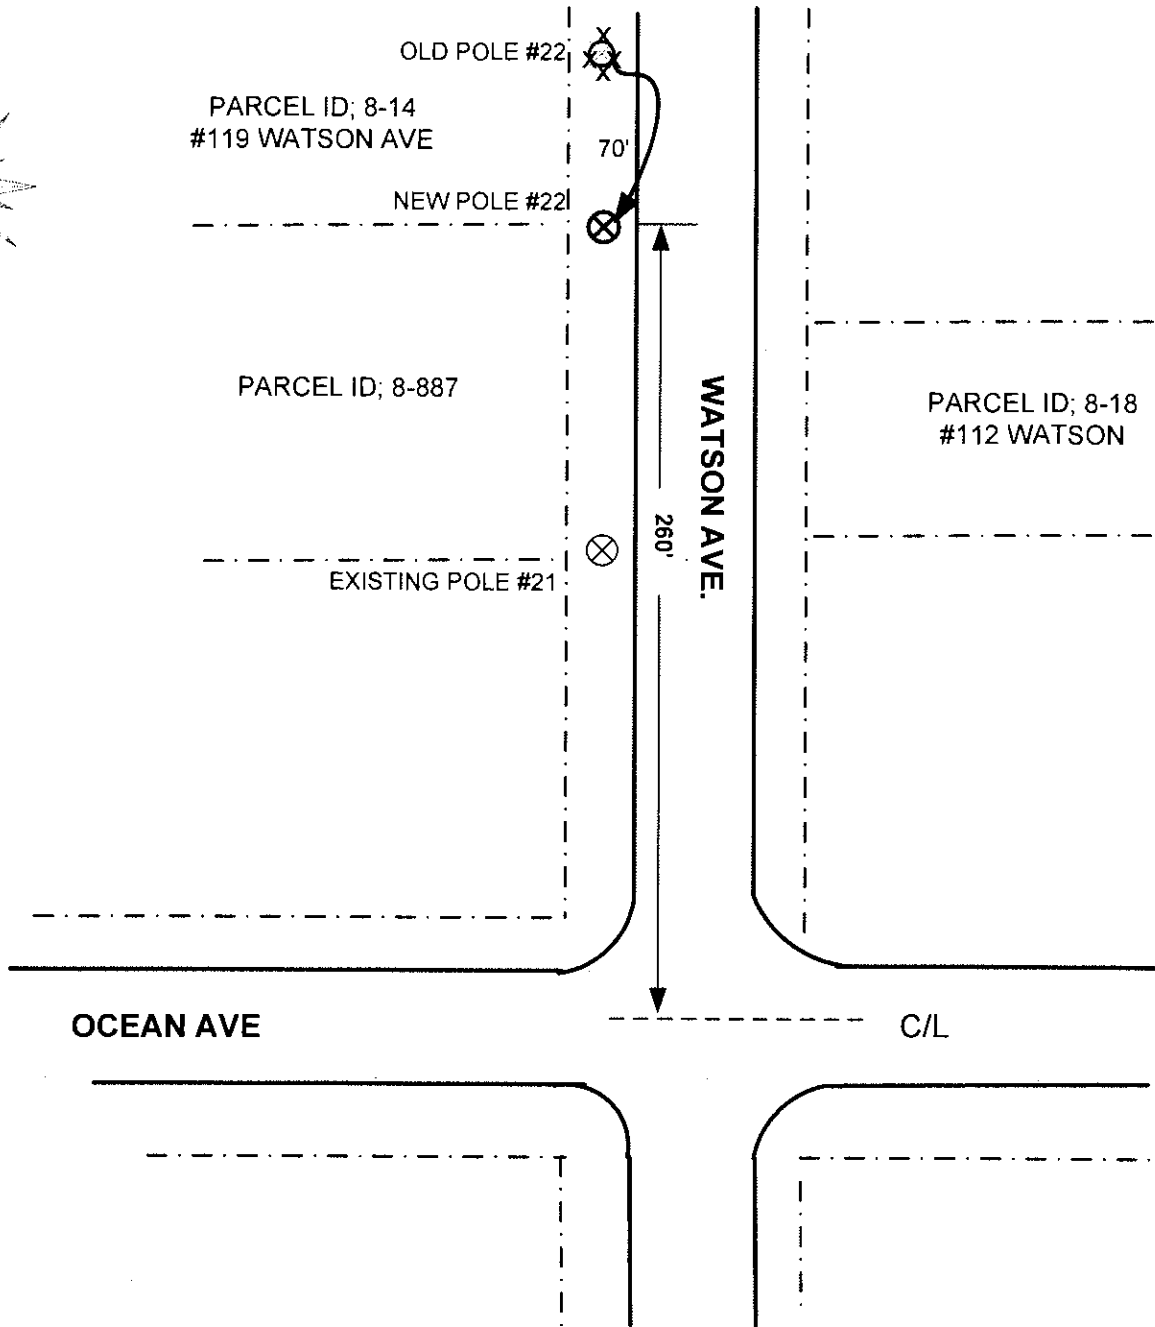 OLD POLE #22
PARCEL ID; 8-14
#119 WATSON AVE
70'
NEW POLE #22
PARCEL ID; 8-887
WATSON AVE.
PARCEL ID; 8-18
#112 WATSON
260'
EXISTING POLE #21
OCEAN AVE
C/L